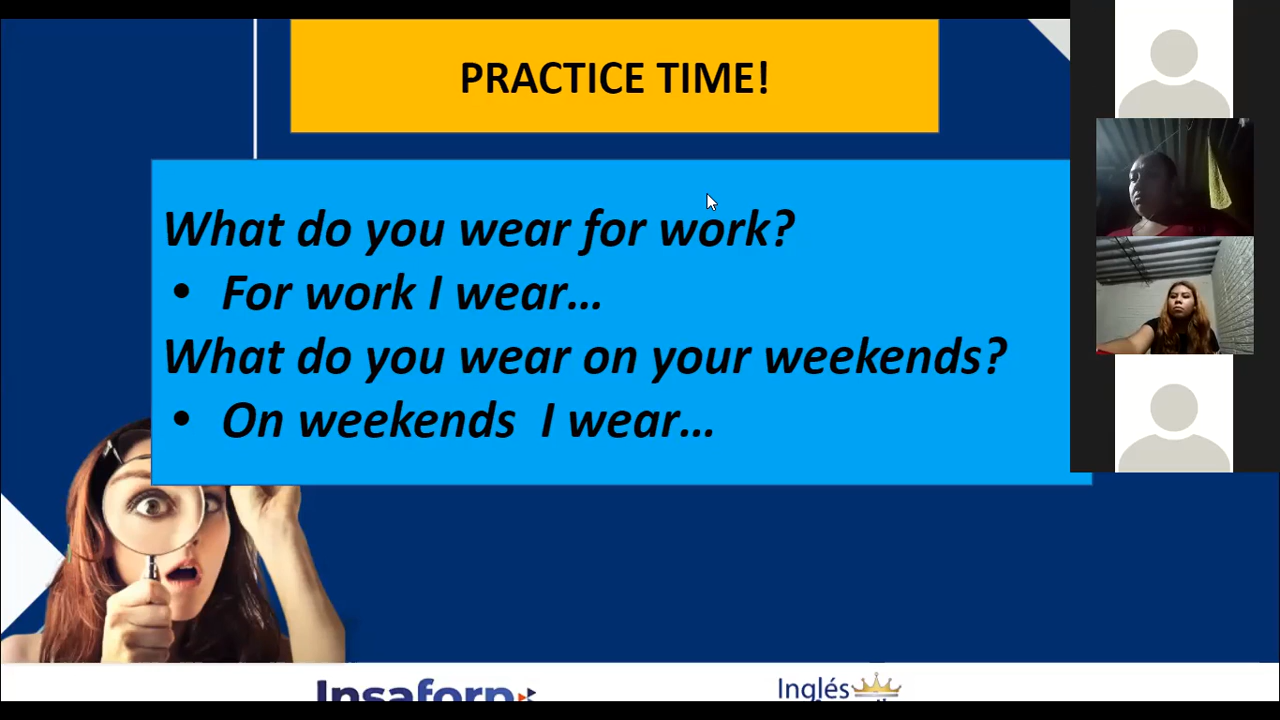 PRACTICE TIME!
What do you wear for work?
• For work I wear...
What do you wear on your weekends?
• On weekends I wear...
Insaforp
Inglés